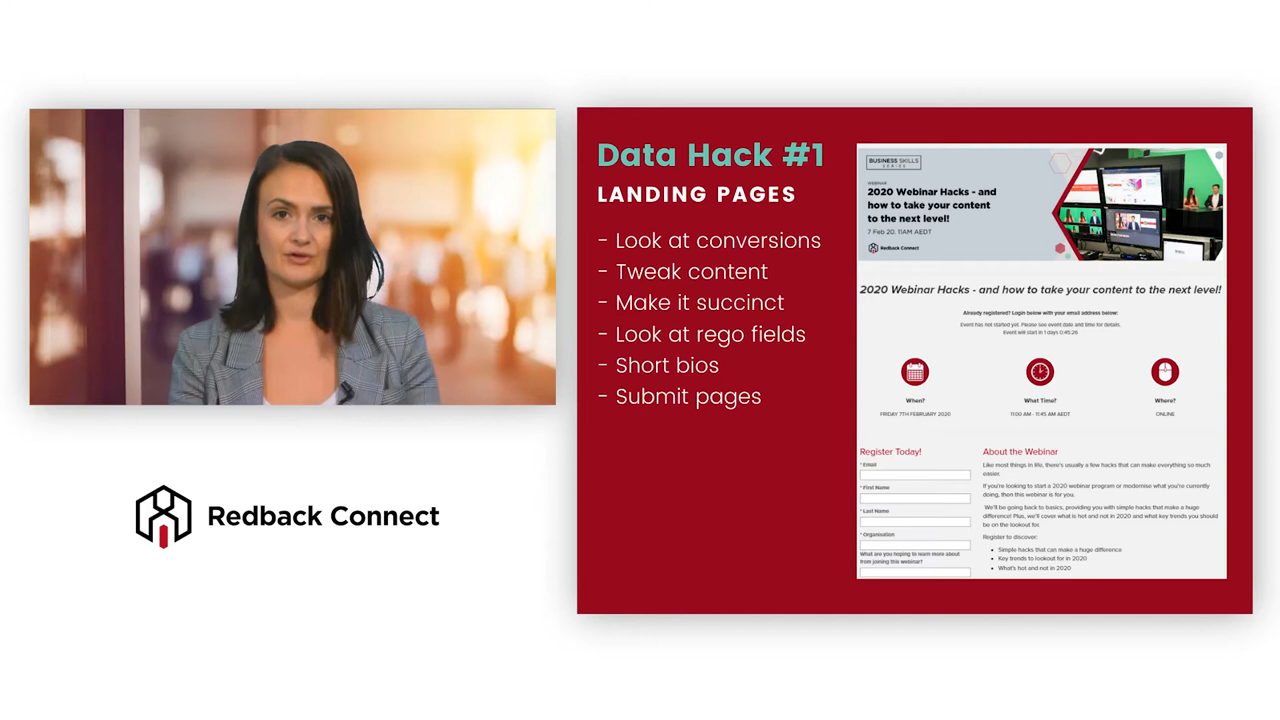 Redback Connect
Data Hack #1
LANDING PAGES
- Look at conversions
- Tweak content
- Make it succinct
- Look at rego fields
- Short bios
- Submit pages
BUSINESS SKILLS
SERIES
WEBINAR
2020 Webinar Hacks - and
how to take your content
to the next level!
7 Feb 20. 11AM AEDT
Redback Connect
2020 Webinar Hacks - and how to take your content to the next level!
Already registered? Login below with your email address below:
Event has not started yet. Please see event date and time for details.
Event will start in 1 days 0:45:26
When?
FRIDAY 7TH FEBRUARY 2020
What Time?
11:00 AM - 11:45 AM AEDT
Where?
ONLINE
Register Today!
* Email
* First Name
* Last Name
* Organisation
What are you hoping to learn more about
from joining this webinar?
About the Webinar
Like most things in life, there's usually a few hacks that can make everything so much
easier.
If you're looking to start a 2020 webinar program or modernise what you're currently
doing, then this webinar is for you.
We'll be going back to basics, providing you with simple hacks that make a huge
difference! Plus, we'll cover what is hot and not in 2020 and what key trends you should
be on the lookout for.
Register to discover:
• Simple hacks that can make a huge difference
• Key trends to lookout for in 2020
• What's hot and not in 2020